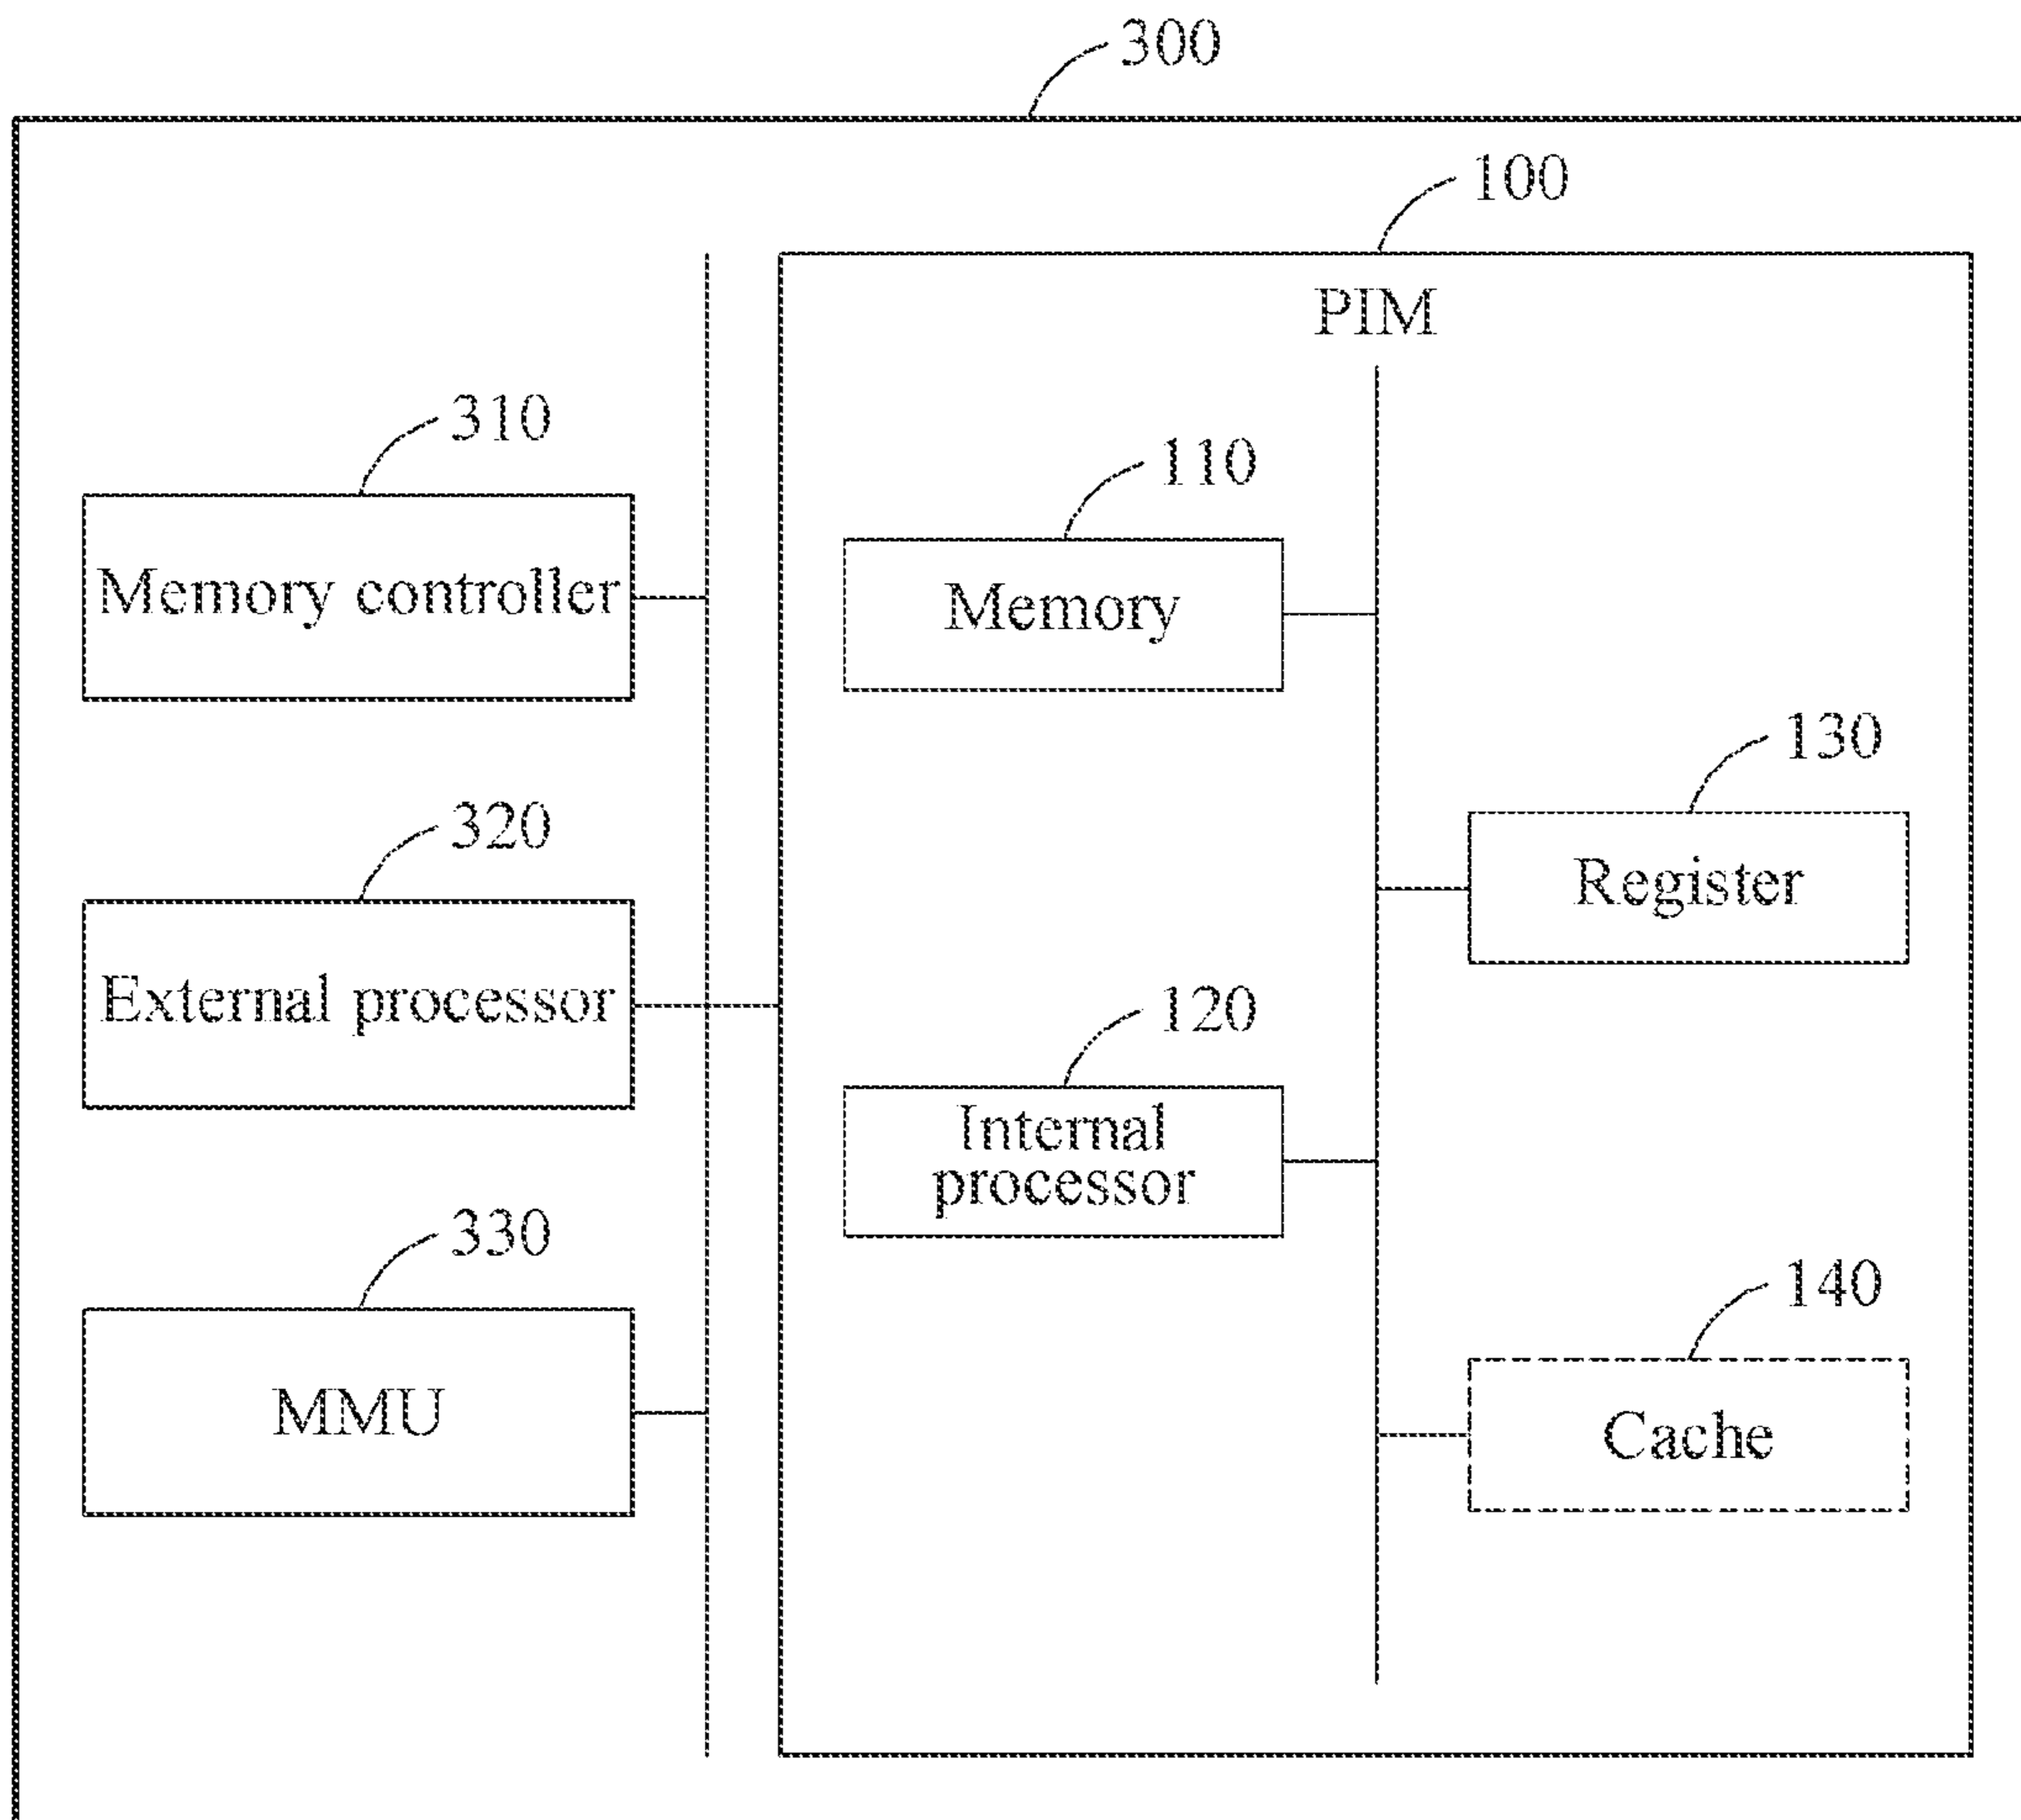 300
100
PIM
310
Memory controller
110
Memory
130
Register
320
External processor
120
Internal
processor
330
MMU
140
Cache